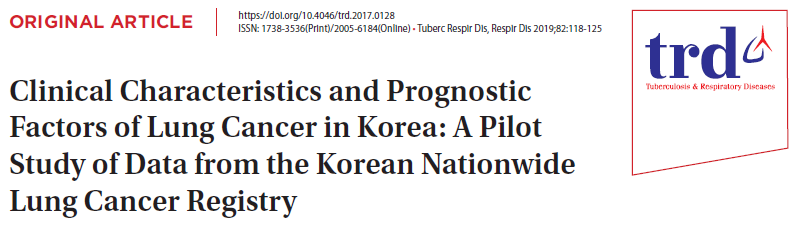 ORIGINAL ARTICLE
https://doi.org/10.4046/trd.2017.0128
ISSN: 1738-3536(Print)/2005-6184(Online) • Tuberc Respir Dis, Respir Dis 2019;82:118-125
trd
Tuberculosis & Respiratory Diseases
Clinical Characteristics and Prognostic
Factors of Lung Cancer in Korea: A Pilot
Study of Data from the Korean Nationwide
Lung Cancer Registry